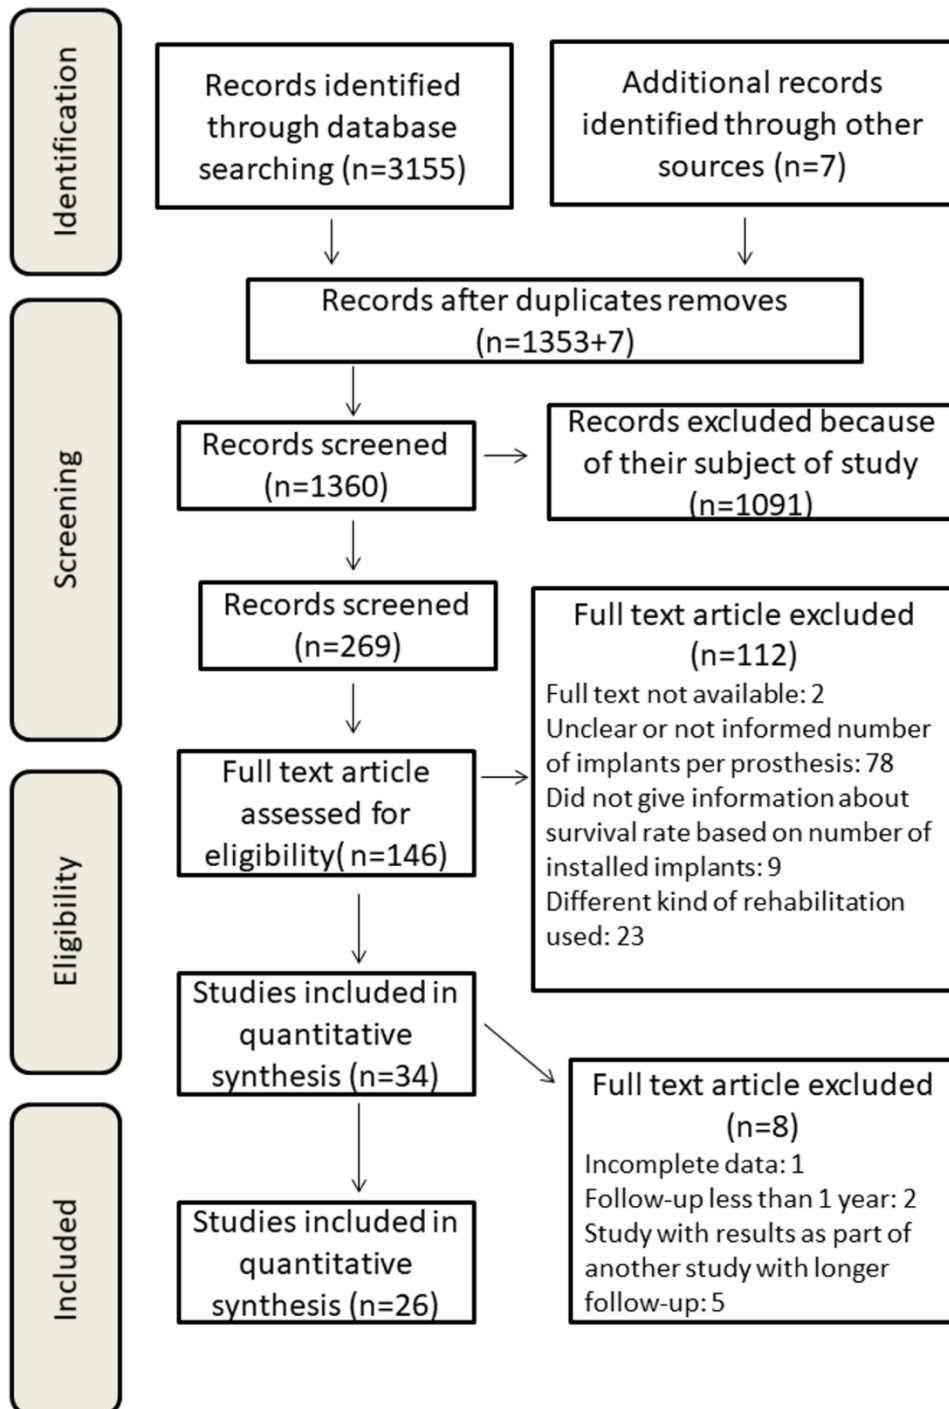 Identification
Records identified
through database
searching (n=3155)
Additional records
identified through other
sources (n=7)
Screening
Records after duplicates removes
(n=1353+7)
Records screened
(n=1360)
Records excluded because
of their subject of study
(n=1091)
Records screened
(n=269)
Full text article excluded
(n=112)
Full text not available: 2
Unclear or not informed number
of implants per prosthesis: 78
Did not give information about
survival rate based on number of
installed implants: 9
Different kind of rehabilitation
used: 23
Eligibility
Full text article
assessed for
eligibility( n=146)
Studies included in
quantitative
synthesis (n=34)
Full text article excluded
(n=8)
Incomplete data: 1
Follow-up less than 1 year: 2
Study with results as part of
another study with longer
follow-up: 5
Included
Studies included in
quantitative
synthesis (n=26)